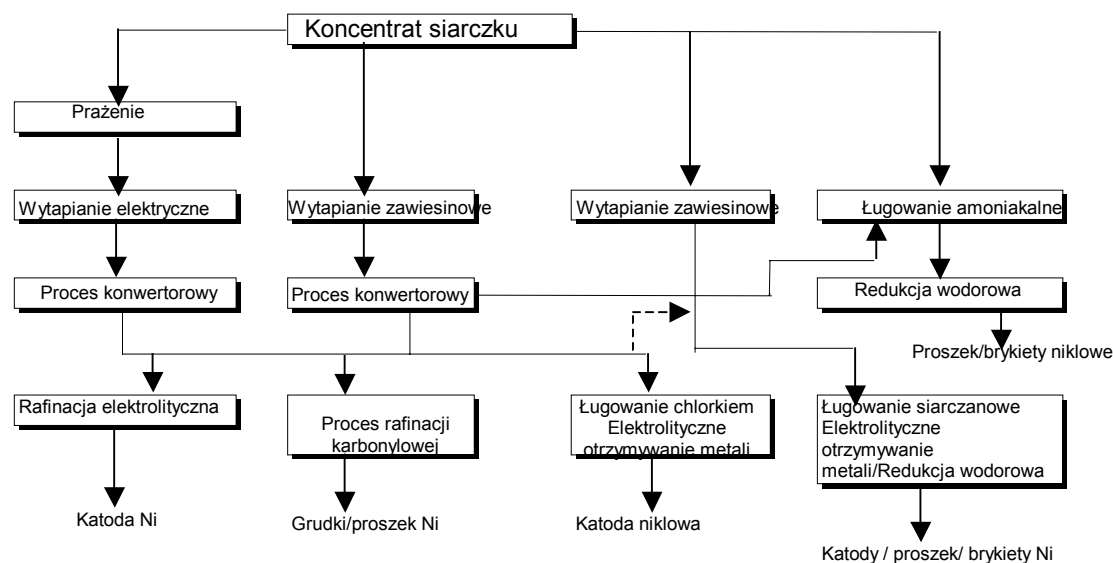 Koncentrat siarczku
Prażenie
Wytapianie elektryczne
Wytapianie zawiesinowe
Wytapianie zawiesinowe
Ługowanie amoniakalne
Proces konwertorowy
Proces konwertorowy
Redukcja wodorowa
Proszek/brykiety niklowe
Rafinacja elektrolityczna
Proces rafinacji
karbonylowej
Ługowanie chlorkiem
Elektrolityczne
otrzymywanie metali
Ługowanie siarczanowe
Elektrolityczne
otrzymywanie
metali/Redukcja wodorowa
Katoda Ni
Grudki/proszek Ni
Katoda niklowa
Katody / proszek/ brykiety Ni